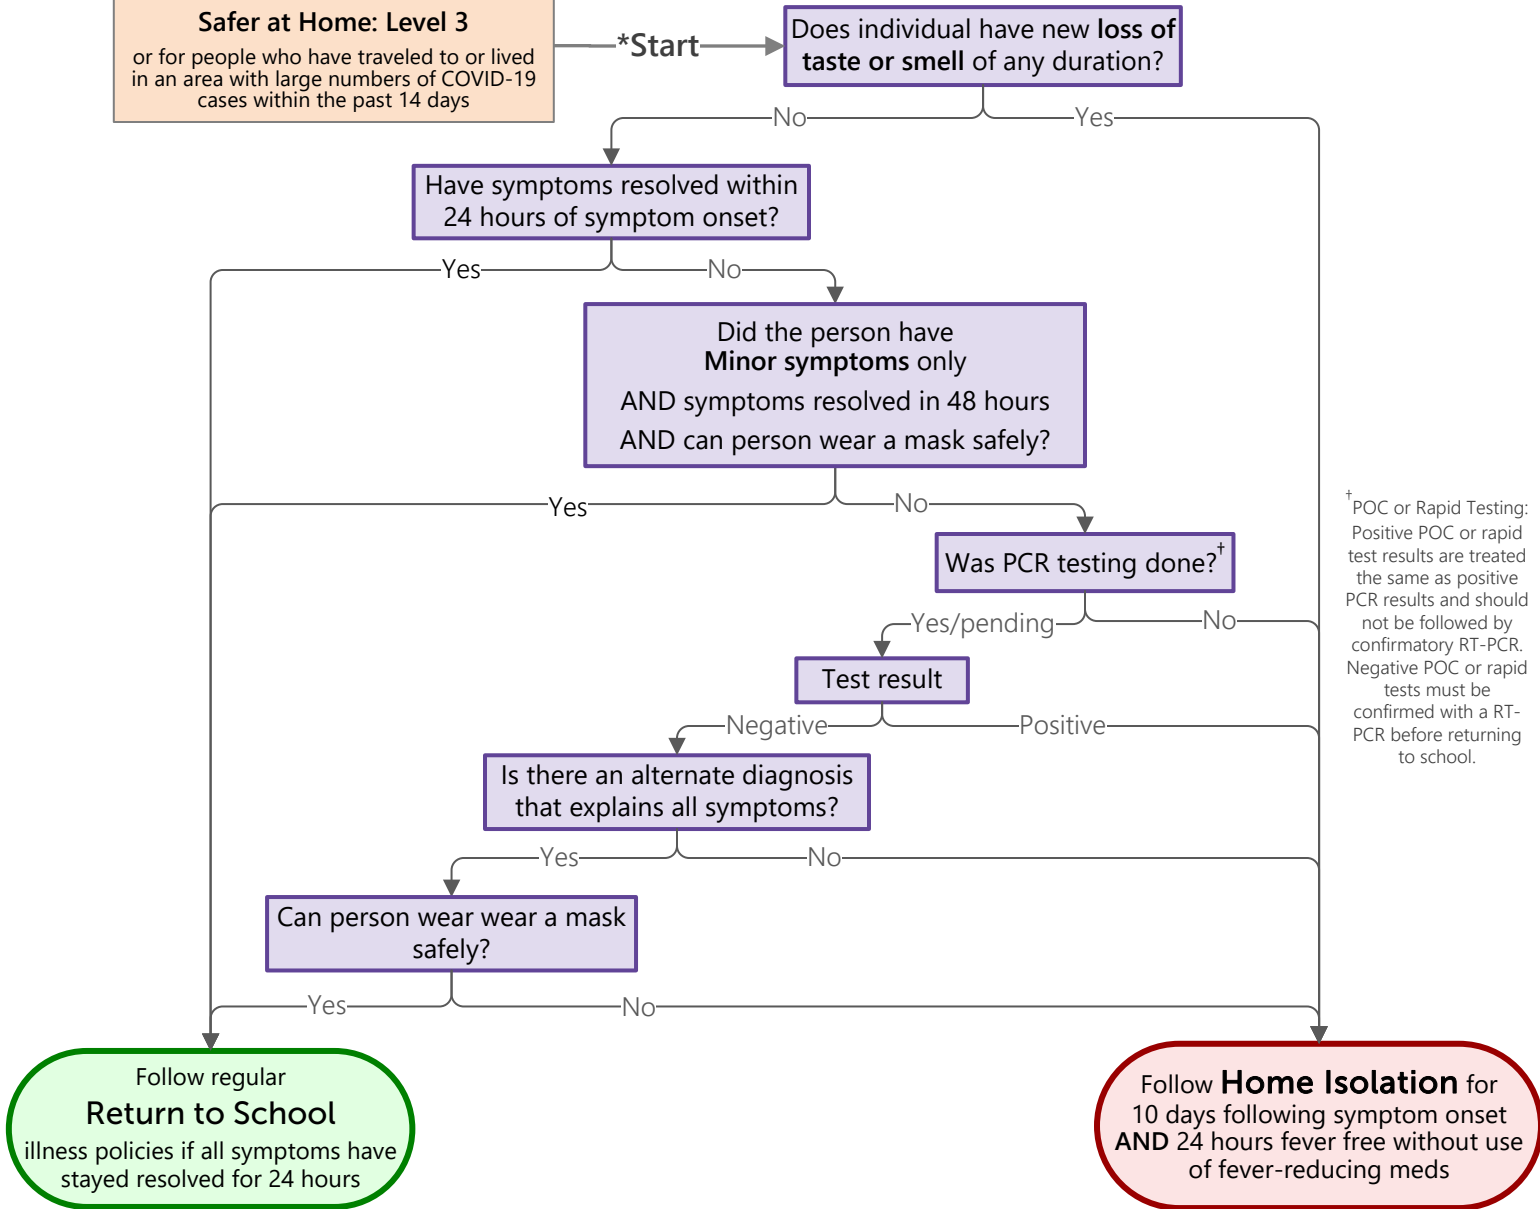 Safer at Home: Level 3
or for people who have traveled to or lived
in an area with large numbers of COVID-19
cases within the past 14 days
*Start
Does individual have new loss of
taste or smell of any duration?
No
Yes
Have symptoms resolved within
24 hours of symptom onset?
Yes
No
Did the person have
Minor symptoms only
AND symptoms resolved in 48 hours
AND can person wear a mask safely?
Yes
No
Was PCR testing done?†
Yes/pending
No
Test result
Negative
Positive
Is there an alternate diagnosis
that explains all symptoms?
Yes
No
Can person wear wear a mask
safely?
Yes
No
†POC or Rapid Testing:
Positive POC or rapid
test results are treated
the same as positive
PCR results and should
not be followed by
confirmatory RT-PCR.
Negative POC or rapid
tests must be
confirmed with a RT-
PCR before returning
to school.
Follow regular
Return to School
illness policies if all symptoms have
stayed resolved for 24 hours
Follow Home Isolation for
10 days following symptom onset
AND 24 hours fever free without use
of fever-reducing meds